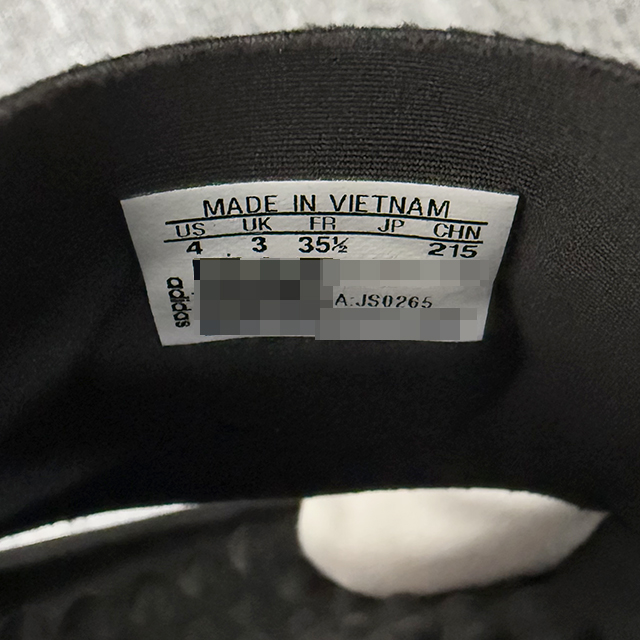 MADE IN VIETNAM
US UK FR JP CHN
4 3 35½ 215
adidas
A:JS0265